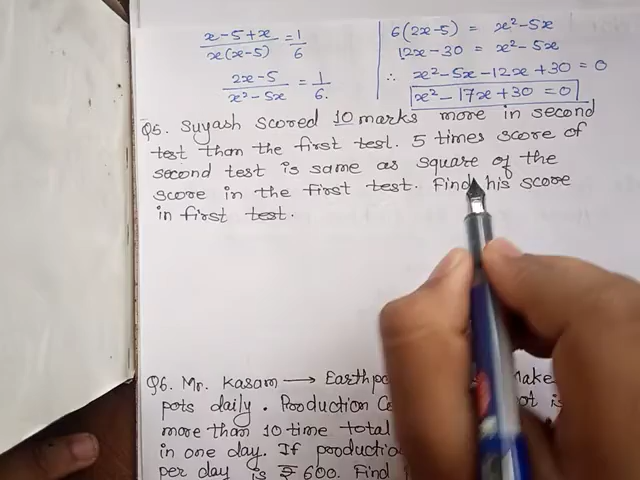 x-5+x / x(x-5) = 1/6
2x-5 / x²-5x = 1/6.
6(2x-5) = x²-5x
12x-30 = x²-5x
∴ x²-5x-12x+30 = 0
x²-17x+30 = 0
Q5. Suyash scored 10 marks more in second
test than the first test. 5 times score of
second test is same as square of the
score in the first test. Find his score
in first test.
Q6. Mr. Kasam → make
pots daily. Production
more than 10 time total
in one day. If production
per day is ₹ 600. Find